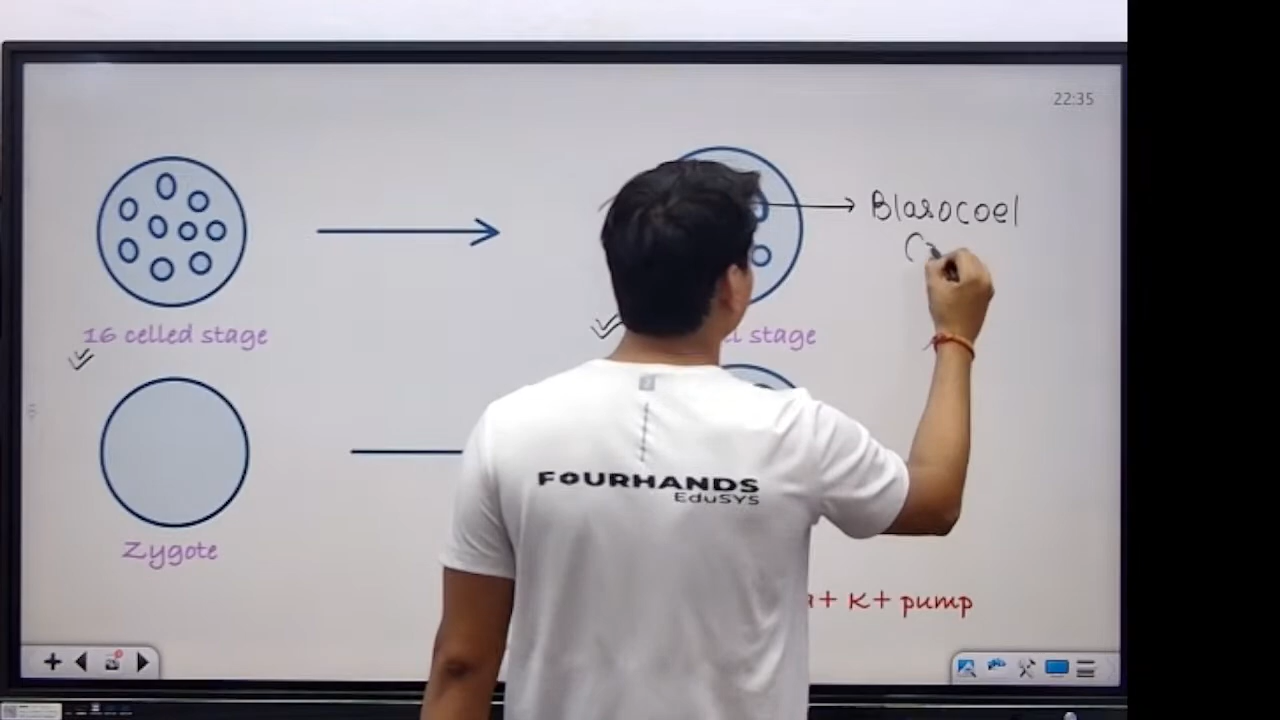 22:35
Blasocoel
(
16 celled stage
stage
Zygote
FOURHANDS
EduSYS
+ K+ pump